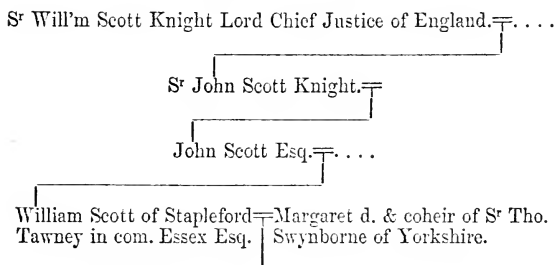 Sʳ Will'm Scott Knight Lord Chief Justice of England.╤. . . .
Sʳ John Scott Knight.╤
John Scott Esq.╤. . . .
William Scott of Stapleford╤Margaret d. & coheir of Sʳ Tho.
Tawney in com. Essex Esq. Swynborne of Yorkshire.